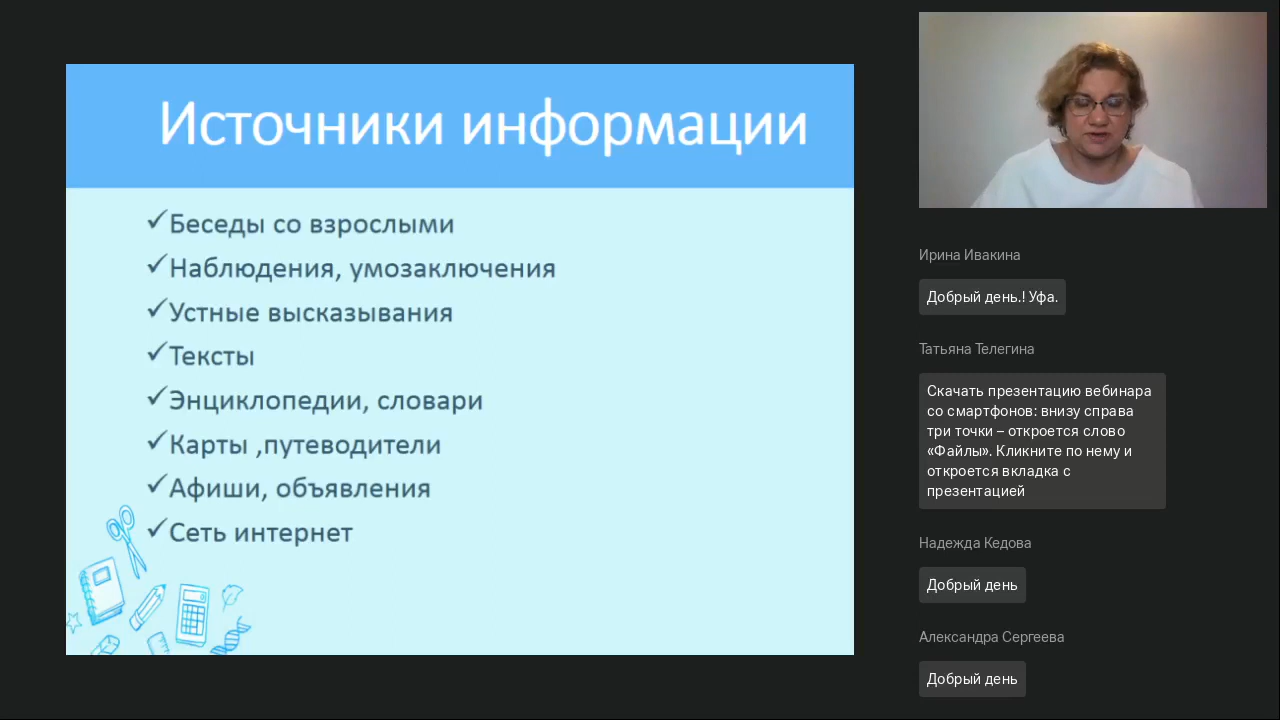 Источники информации
✓Беседы со взрослыми
✓Наблюдения, умозаключения
✓Устные высказывания
✓Тексты
✓Энциклопедии, словари
✓Карты ,путеводители
✓Афиши, объявления
✓Сеть интернет
Ирина Ивакина
Добрый день.! Уфа.
Татьяна Телегина
Скачать презентацию вебинара
со смартфонов: внизу справа
три точки – откроется слово
«Файлы». Кликните по нему и
откроется вкладка с
презентацией
Надежда Кедова
Добрый день
Александра Сергеева
Добрый день